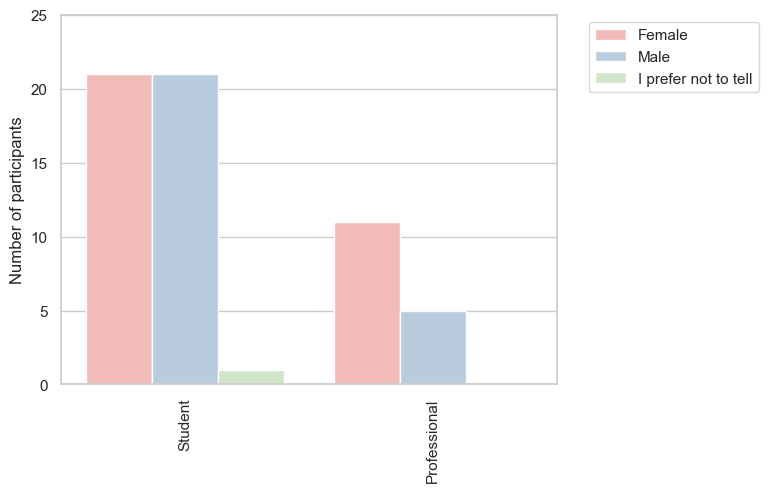 Number of participants
25
20
15
10
5
0
Student
Professional
Female
Male
I prefer not to tell